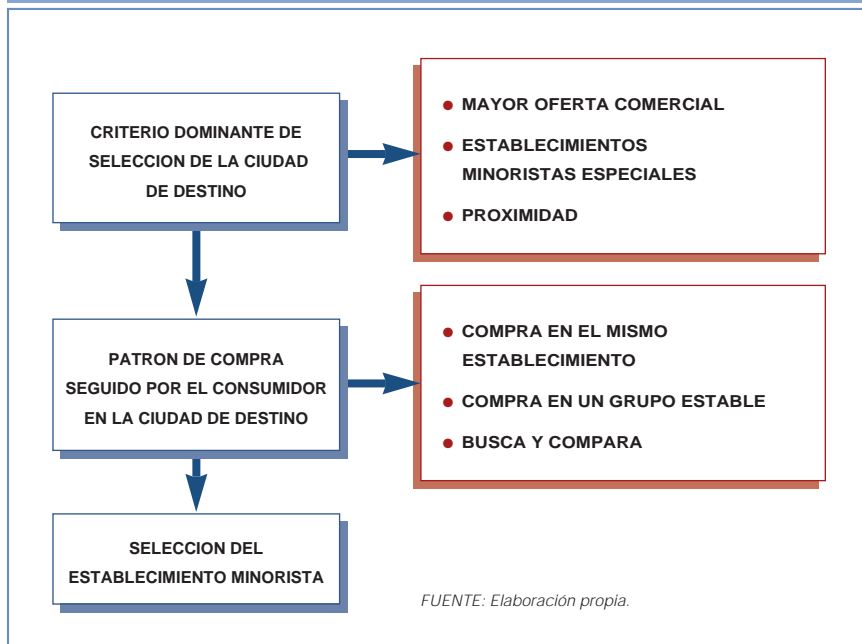 CRITERIO DOMINANTE DE
SELECCION DE LA CIUDAD
DE DESTINO
● MAYOR OFERTA COMERCIAL
● ESTABLECIMIENTOS
MINORISTAS ESPECIALES
● PROXIMIDAD
PATRON DE COMPRA
SEGUIDO POR EL CONSUMIDOR
EN LA CIUDAD DE DESTINO
● COMPRA EN EL MISMO
ESTABLECIMIENTO
● COMPRA EN UN GRUPO ESTABLE
● BUSCA Y COMPARA
SELECCION DEL
ESTABLECIMIENTO MINORISTA
FUENTE: Elaboración propia.